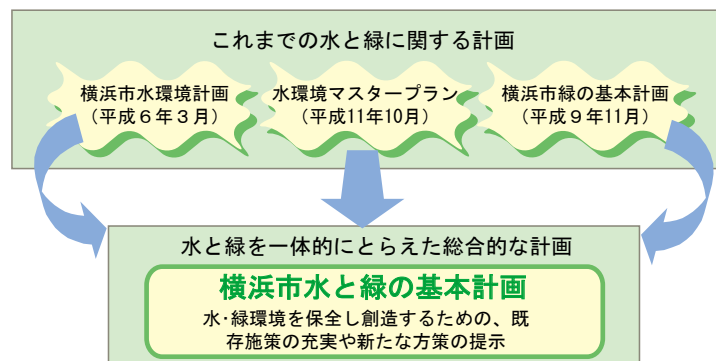 これまでの水と緑に関する計画
横浜市水環境計画
（平成６年３月）
水環境マスタープラン
（平成11年10月）
横浜市緑の基本計画
（平成９年11月）
水と緑を一体的にとらえた総合的な計画
横浜市水と緑の基本計画
水･緑環境を保全し創造するための、既
存施策の充実や新たな方策の提示